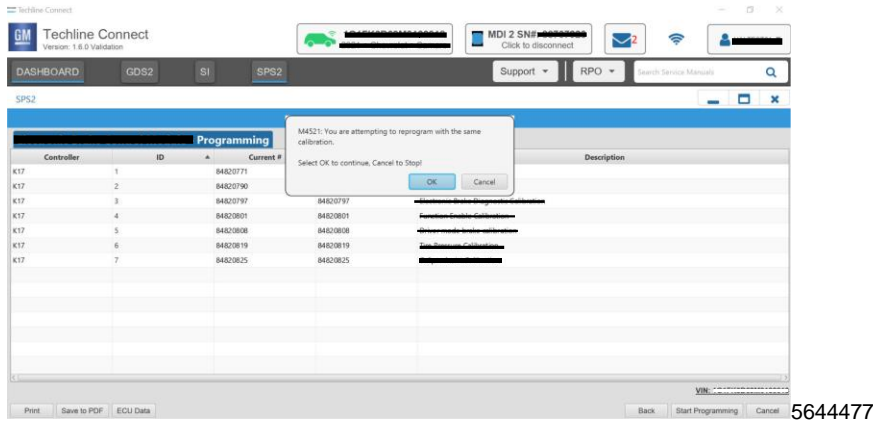 Techline Connect
GM Techline Connect
Version: 1.6.0 Validation
MDI 2 SN#
Click to disconnect
2
DASHBOARD GDS2 SI SPS2 Support RPO Search Service Manuals
SPS2
Programming
M4521: You are attempting to reprogram with the same
calibration.
Select OK to continue, Cancel to Stop!
OK Cancel
Controller ID Current # Description
K17 1 84820771
K17 2 84820790
K17 3 84820797 84820797 Electronic Brake Diagnostic Calibration
K17 4 84820801 84820801 Function Enable Calibration
K17 5 84820808 84820808 Driver mode brake calibration
K17 6 84820819 84820819 Tire Pressure Calibration
K17 7 84820825 84820825
VIN:
Print Save to PDF ECU Data Back Start Programming Cancel
5644477